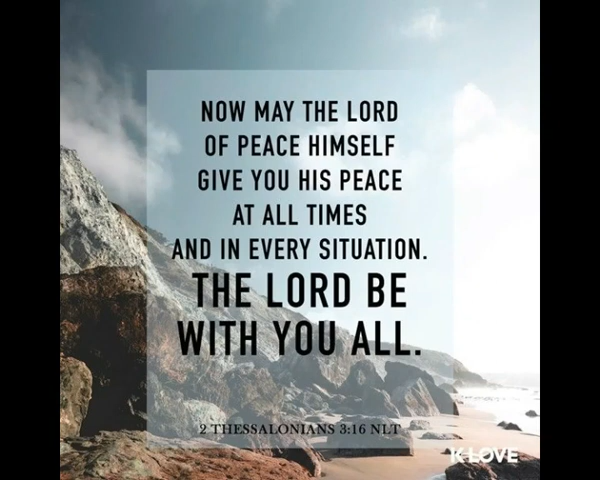 NOW MAY THE LORD
OF PEACE HIMSELF
GIVE YOU HIS PEACE
AT ALL TIMES
AND IN EVERY SITUATION.
THE LORD BE
WITH YOU ALL.
2 THESSALONIANS 3:16 NLT
K-LOVE